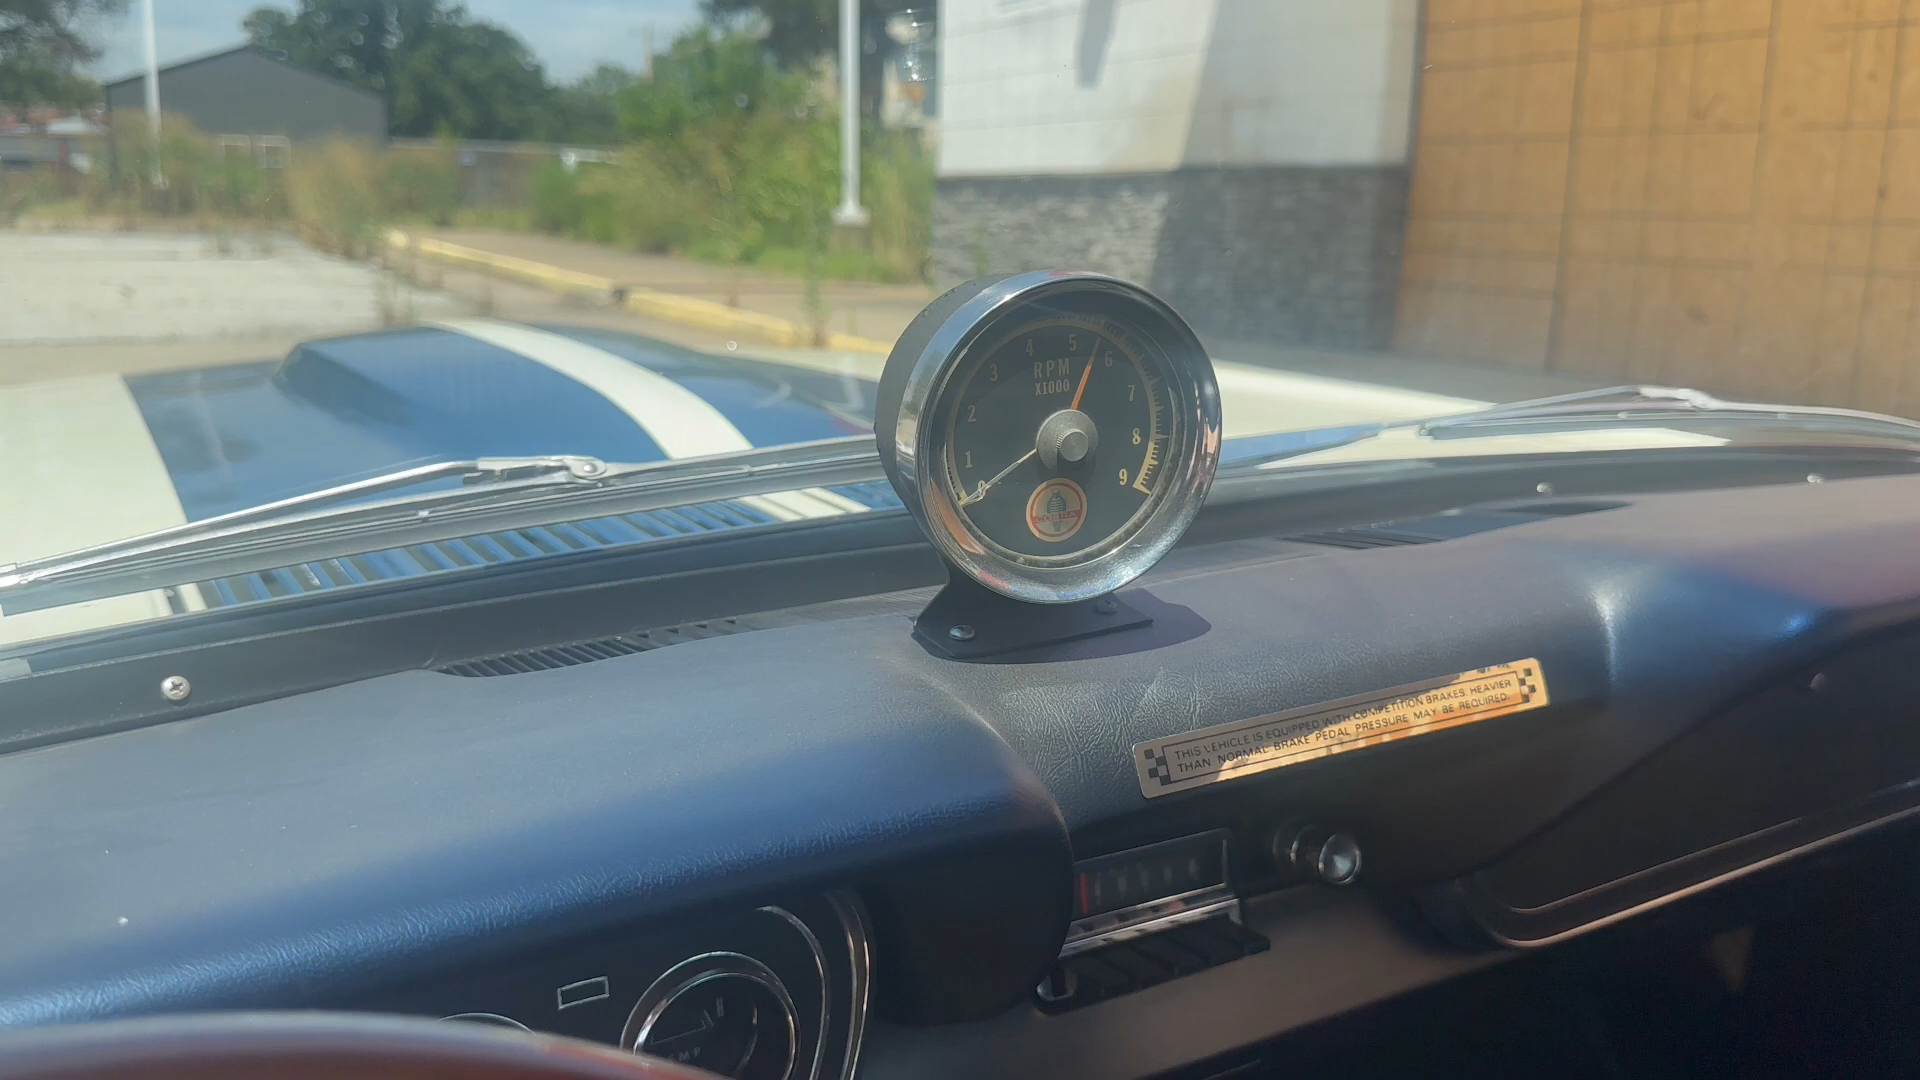 4 5 6
3 7
2 8
1 9
0
RPM
X1000
COBRA
THIS VEHICLE IS EQUIPPED WITH COMPETITION BRAKES. HEAVIER
THAN NORMAL BRAKE PEDAL PRESSURE MAY BE REQUIRED.